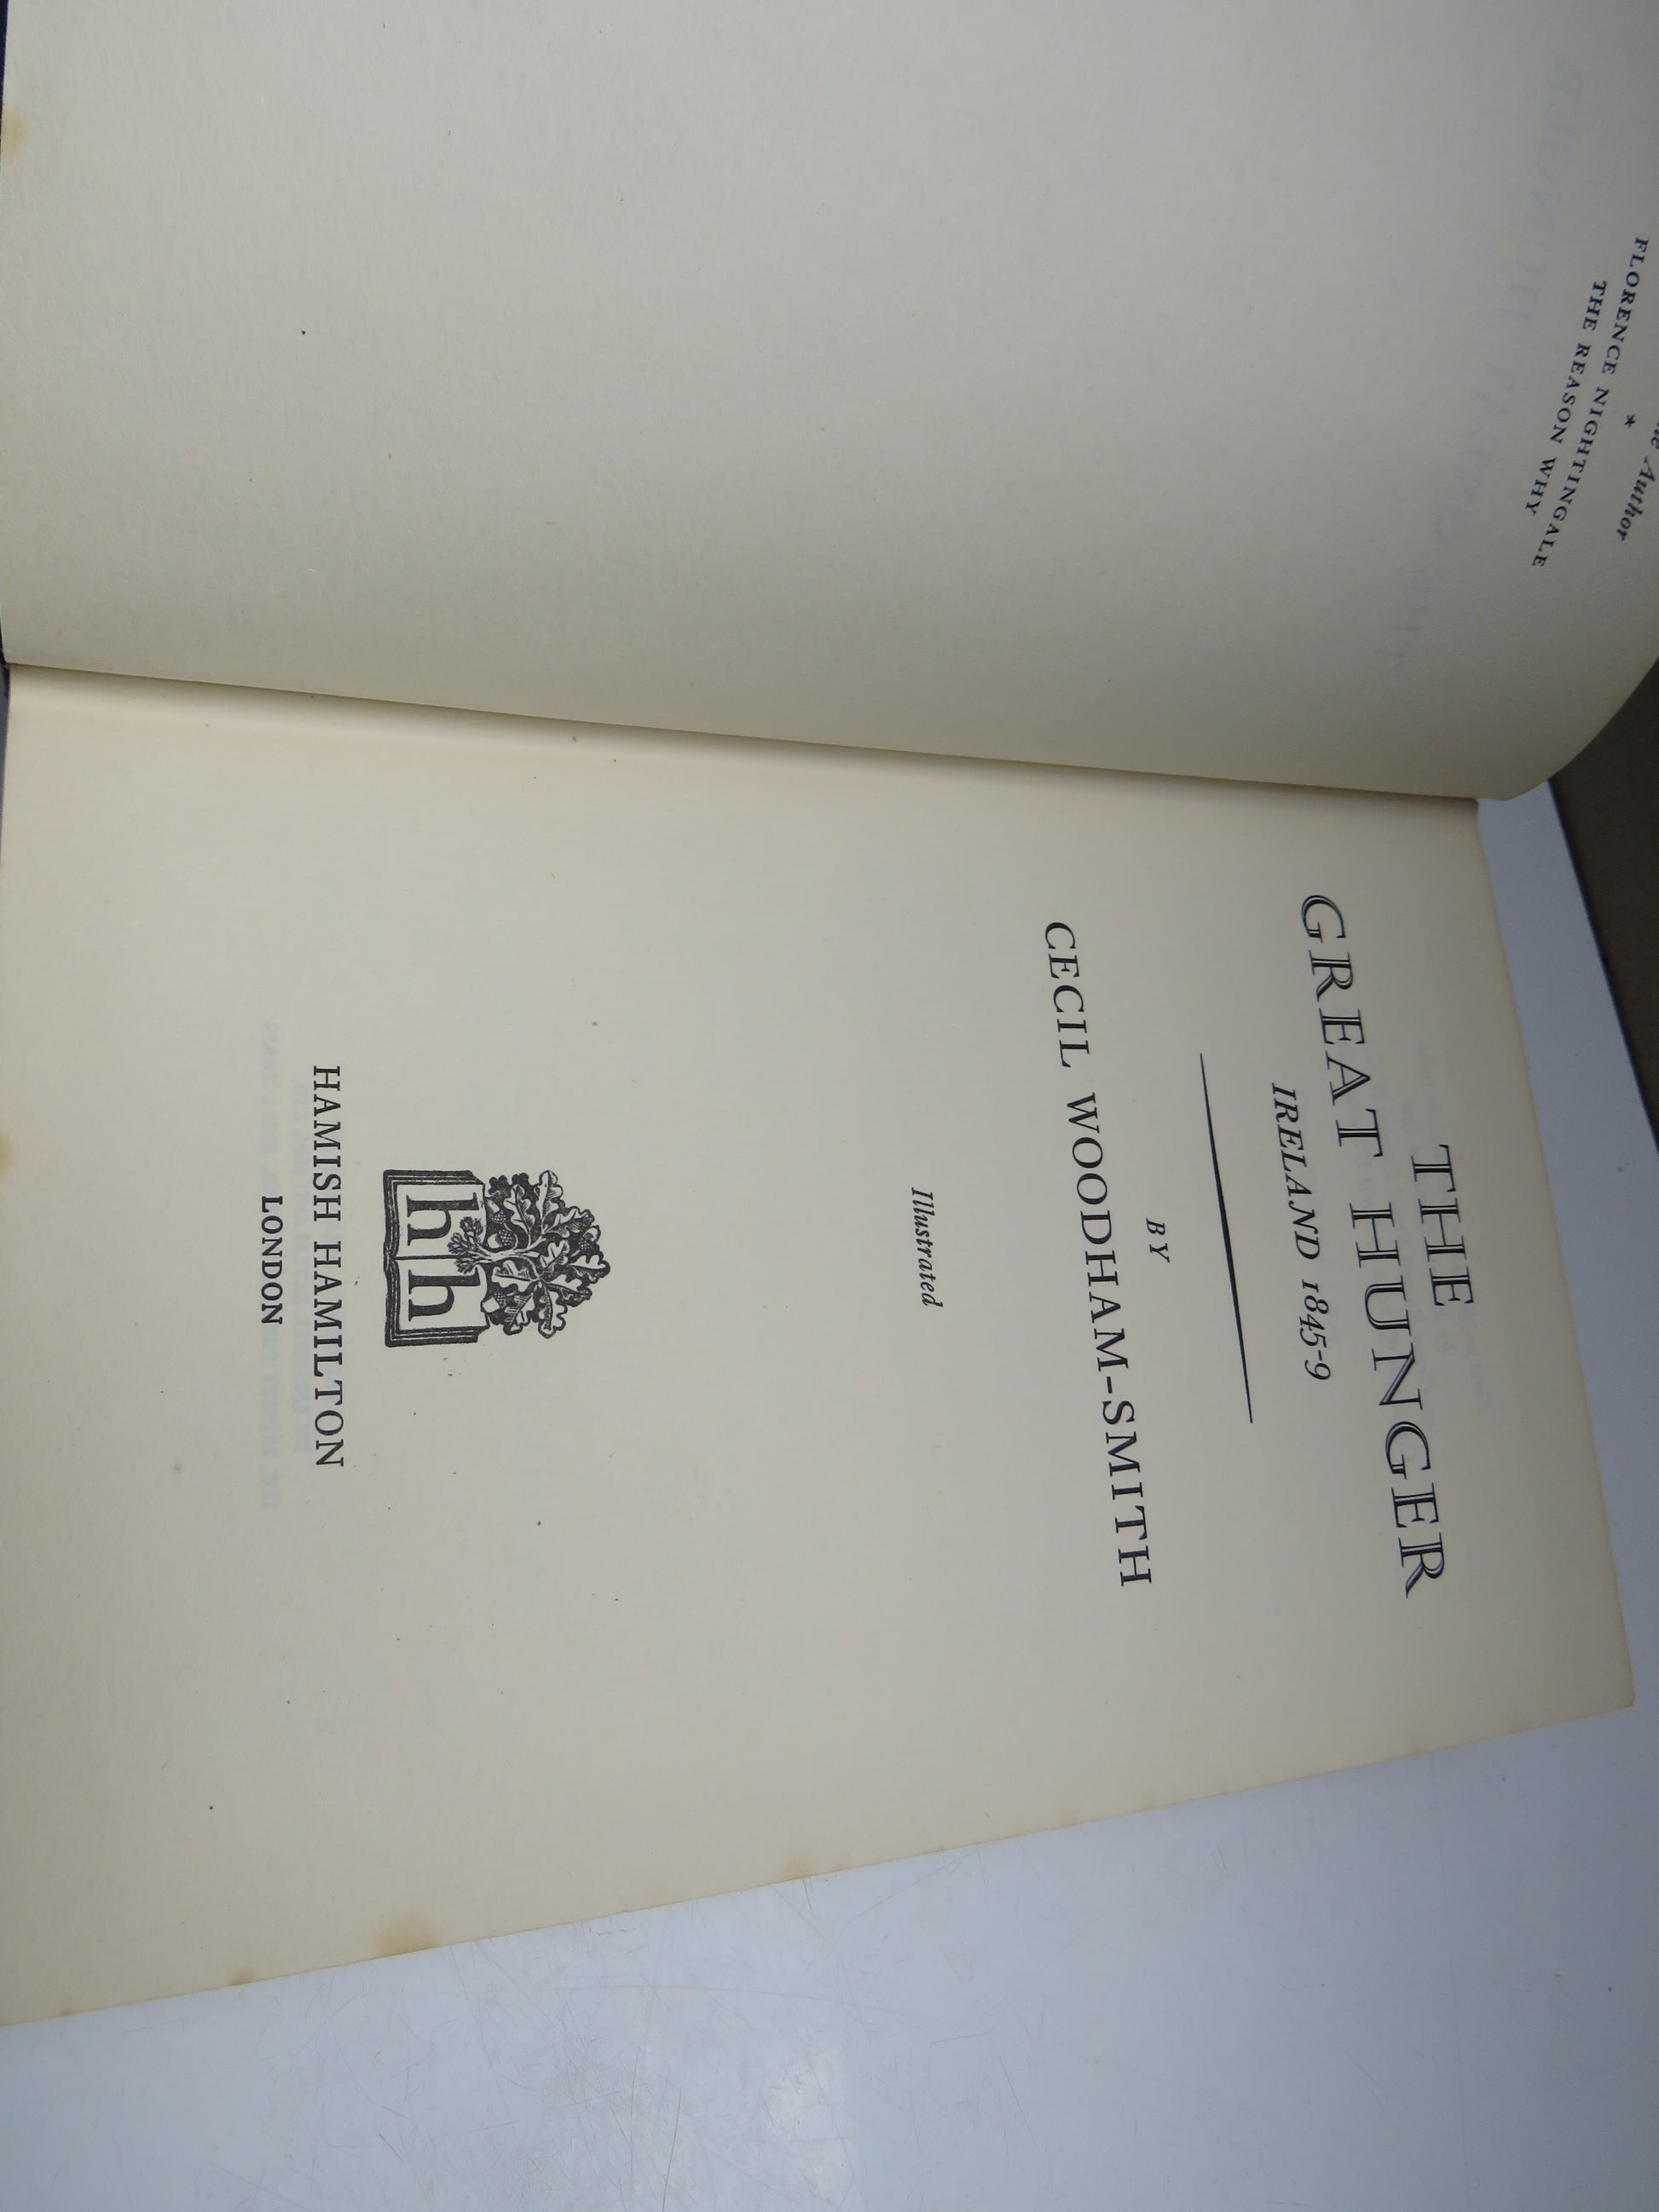 Author
*
FLORENCE NIGHTINGALE
THE REASON WHY
THE
GREAT HUNGER
IRELAND 1845-9
BY
CECIL WOODHAM-SMITH
Illustrated
h h
HAMISH HAMILTON
LONDON